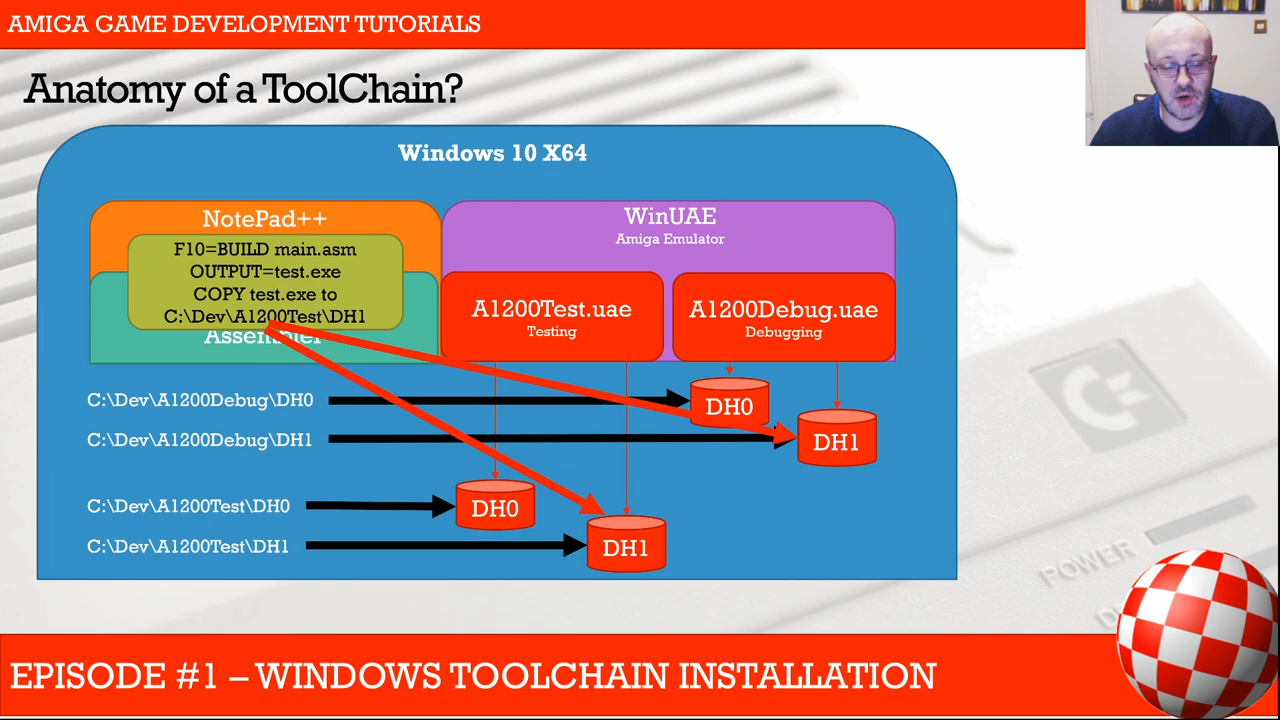 AMIGA GAME DEVELOPMENT TUTORIALS
Anatomy of a ToolChain?
Windows 10 X64
NotePad++
F10=BUILD main.asm
OUTPUT=test.exe
COPY test.exe to
C:\Dev\A1200Test\DH1
Assembler
WinUAE
Amiga Emulator
A1200Test.uae
Testing
A1200Debug.uae
Debugging
C:\Dev\A1200Debug\DH0
DH0
C:\Dev\A1200Debug\DH1
DH1
C:\Dev\A1200Test\DH0
DH0
C:\Dev\A1200Test\DH1
DH1
POWER
EPISODE #1 – WINDOWS TOOLCHAIN INSTALLATION